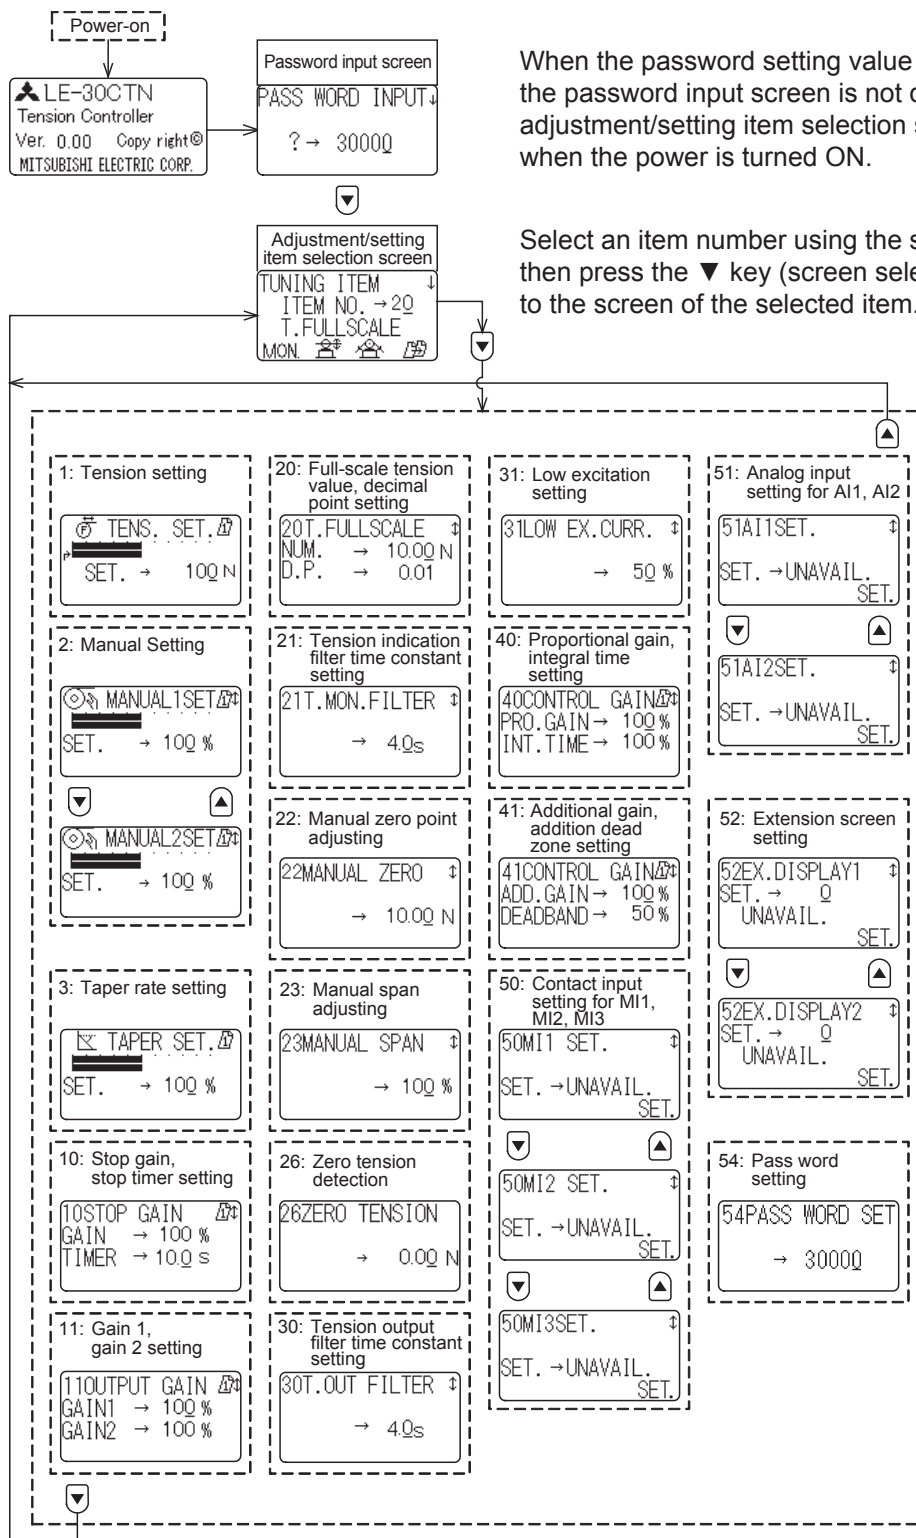 Power-on
LE-30CTN
Tension Controller
Ver. 0.00 Copy right©
MITSUBISHI ELECTRIC CORP.
Password input screen
PASS WORD INPUT↓
?→ 30000
When the password setting value
the password input screen is not
adjustment/setting item selection
when the power is turned ON.
▼
Adjustment/setting
item selection screen
TUNING ITEM ↓
ITEM NO. →20
T.FULLSCALE
MON.
▼
Select an item number using the
then press the ▼ key (screen
to the screen of the selected item.
▲
1: Tension setting
TENS. SET.
SET. → 100 N
2: Manual Setting
MANUAL1SET↕
SET. → 100 %
▼ ▲
MANUAL2SET↕
SET. → 100 %
3: Taper rate setting
TAPER SET.
SET. → 100 %
10: Stop gain,
stop timer setting
10STOP GAIN ↕
GAIN → 100 %
TIMER → 10.0 s
11: Gain 1,
gain 2 setting
11OUTPUT GAIN ↕
GAIN1 → 100 %
GAIN2 → 100 %
▼
20: Full-scale tension
value, decimal
point setting
20T.FULLSCALE ↕
NUM. → 10.00 N
D.P. → 0.01
21: Tension indication
filter time constant
setting
21T.MON.FILTER ↕
→ 4.0s
22: Manual zero point
adjusting
22MANUAL ZERO ↕
→ 10.00 N
23: Manual span
adjusting
23MANUAL SPAN ↕
→ 100 %
26: Zero tension
detection
26ZERO TENSION
→ 0.00 N
30: Tension output
filter time constant
setting
30T.OUT FILTER ↕
→ 4.0s
31: Low excitation
setting
31LOW EX.CURR. ↕
→ 50 %
40: Proportional gain,
integral time
setting
40CONTROL GAIN↕
PRO.GAIN→ 100 %
INT.TIME→ 100 %
41: Additional gain,
addition dead
zone setting
41CONTROL GAIN↕
ADD.GAIN→ 100 %
DEADBAND→ 50 %
50: Contact input
setting for MI1,
MI2, MI3
50MI1 SET. ↕
SET. →UNAVAIL.
SET.
▼ ▲
50MI2 SET. ↕
SET. →UNAVAIL.
SET.
▼ ▲
50MI3SET. ↕
SET. →UNAVAIL.
SET.
51: Analog input
setting for AI1, AI2
51AI1SET. ↕
SET. →UNAVAIL.
SET.
▼ ▲
51AI2SET. ↕
SET. →UNAVAIL.
SET.
52: Extension screen
setting
52EX.DISPLAY1 ↕
SET. → 0
UNAVAIL.
SET.
▼ ▲
52EX.DISPLAY2 ↕
SET. → 0
UNAVAIL.
SET.
54: Pass word
setting
54PASS WORD SET
→ 30000